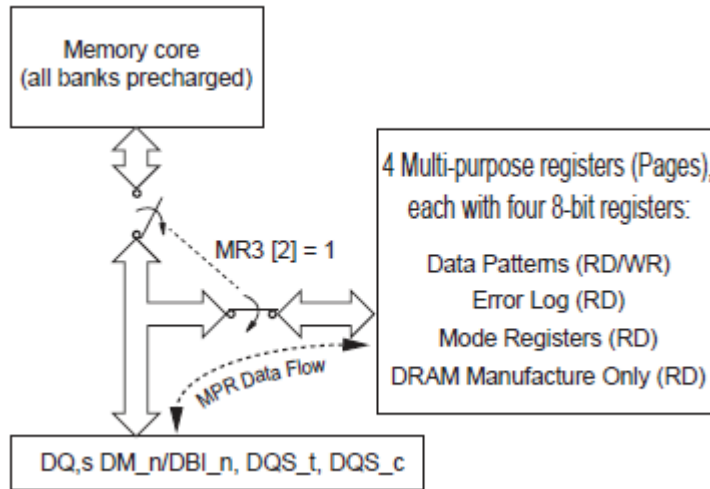 Memory core
(all banks precharged)
4 Multi-purpose registers (Pages),
each with four 8-bit registers:
Data Patterns (RD/WR)
Error Log (RD)
Mode Registers (RD)
DRAM Manufacture Only (RD)
MR3 [2] = 1
MPR Data Flow
DQ,s DM_n/DBI_n, DQS_t, DQS_c